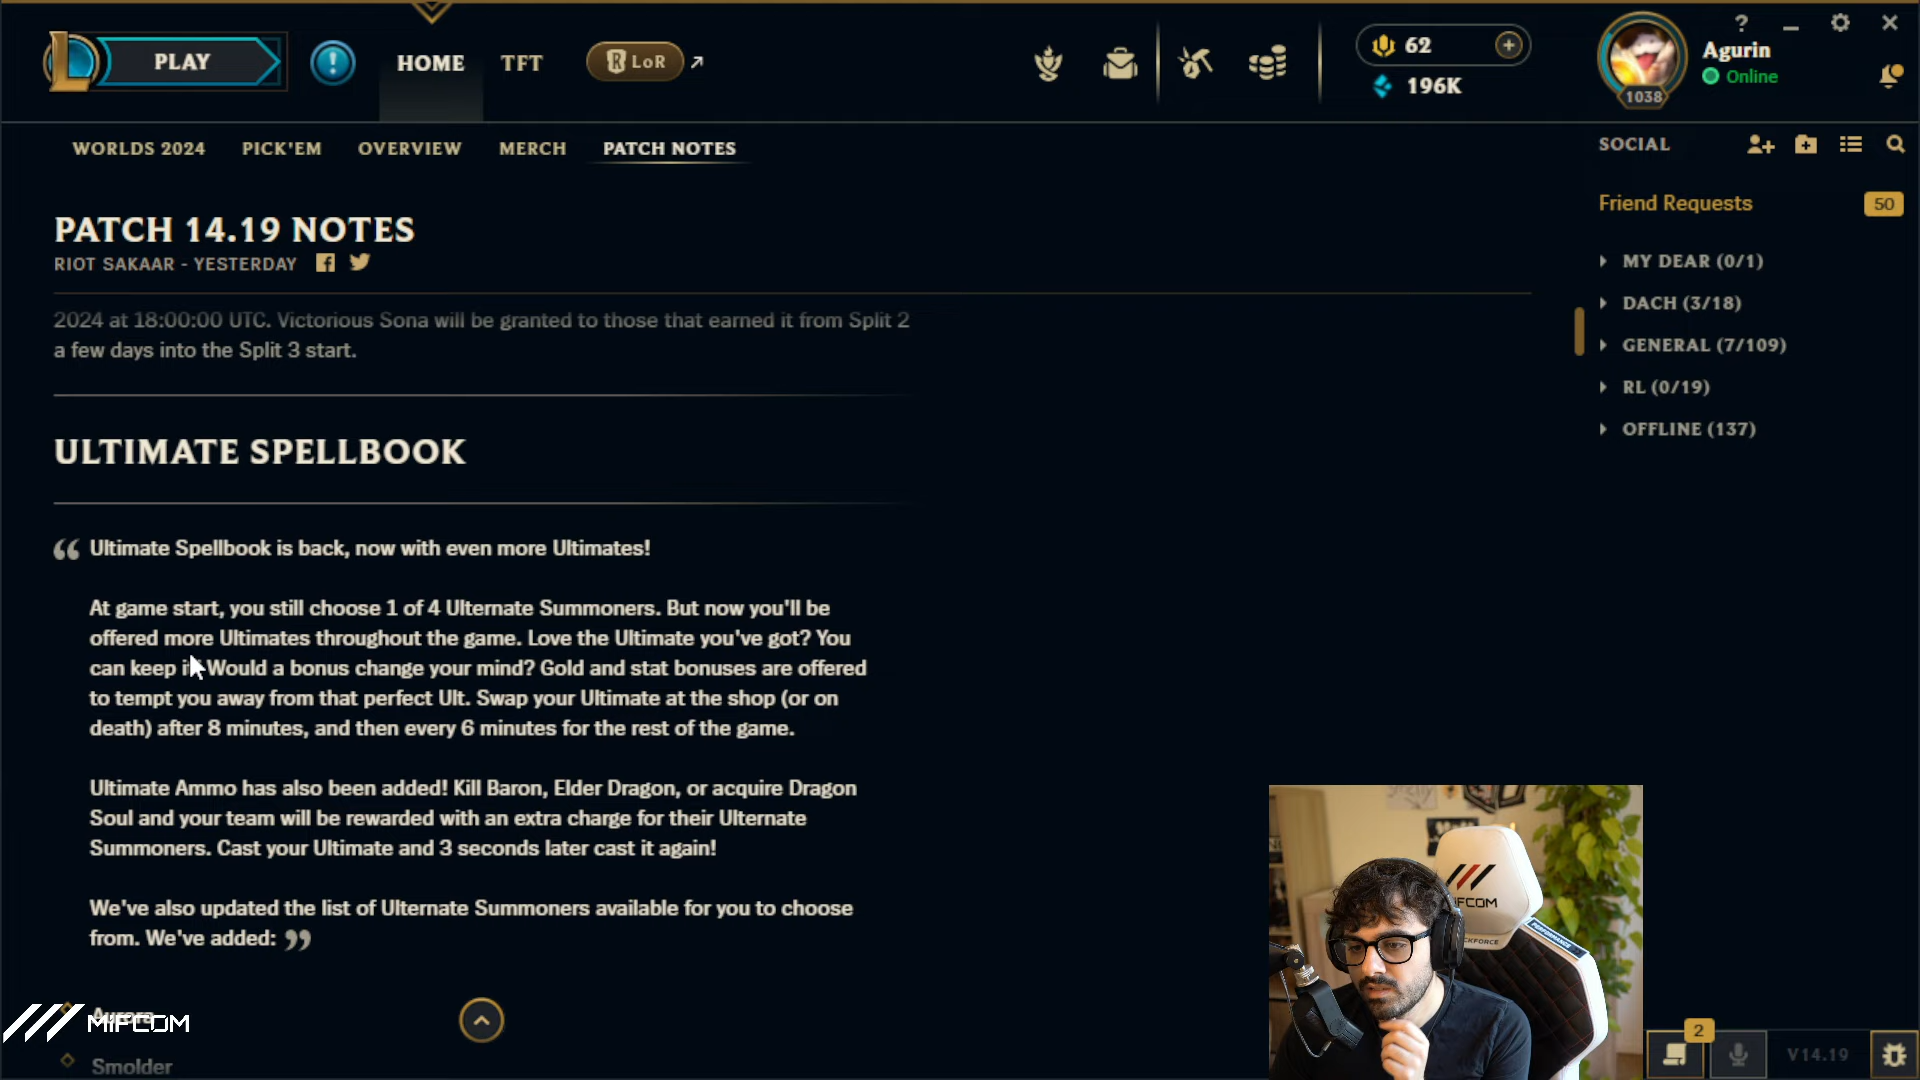 PLAY
HOME
TFT
LoR
62
196K
1038
Agurin
Online
WORLDS 2024
PICK'EM
OVERVIEW
MERCH
PATCH NOTES
SOCIAL
PATCH 14.19 NOTES
RIOT SAKAAR - YESTERDAY
2024 at 18:00:00 UTC. Victorious Sona will be granted to those that earned it from Split 2
a few days into the Split 3 start.
ULTIMATE SPELLBOOK
“ Ultimate Spellbook is back, now with even more Ultimates!
At game start, you still choose 1 of 4 Ulternate Summoners. But now you'll be
offered more Ultimates throughout the game. Love the Ultimate you've got? You
can keep it. Would a bonus change your mind? Gold and stat bonuses are offered
to tempt you away from that perfect Ult. Swap your Ultimate at the shop (or on
death) after 8 minutes, and then every 6 minutes for the rest of the game.
Ultimate Ammo has also been added! Kill Baron, Elder Dragon, or acquire Dragon
Soul and your team will be rewarded with an extra charge for their Ulternate
Summoners. Cast your Ultimate and 3 seconds later cast it again!
We've also updated the list of Ulternate Summoners available for you to choose
from. We've added: ”
Aurora
Smolder
MIFCOM
Friend Requests
50
MY DEAR (0/1)
DACH (3/18)
GENERAL (7/109)
RL (0/19)
OFFLINE (137)
2
V14.19